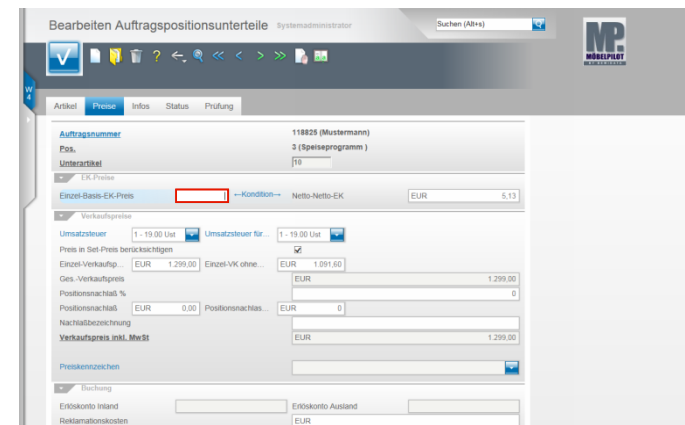 Bearbeiten Auftragspositionsunterteile Systemadministrator Suchen (Alt+s)
MP.
MÖBELPILOT
W
4
Artikel Preise Infos Status Prüfung
Auftragsnummer 118825 (Mustermann)
Pos. 3 (Speiseprogramm )
Unterartikel 10
EK-Preise
Einzel-Basis-EK-Preis ←Kondition→ Netto-Netto-EK EUR 5,13
Verkaufspreise
Umsatzsteuer 1 - 19.00 Ust Umsatzsteuer für... 1 - 19.00 Ust
Preis in Set-Preis berücksichtigen
Einzel-Verkaufsp... EUR 1.299,00 Einzel-VK ohne... EUR 1.091,60
Ges.-Verkaufspreis EUR 1.299,00
Positionsnachlaß % 0
Positionsnachlaß EUR 0,00 Positionsnachlas... EUR 0
Nachlaßbezeichnung
Verkaufspreis inkl. MwSt EUR 1.299,00
Preiskennzeichen
Buchung
Erlöskonto Inland Erlöskonto Ausland
Reklamationskosten EUR